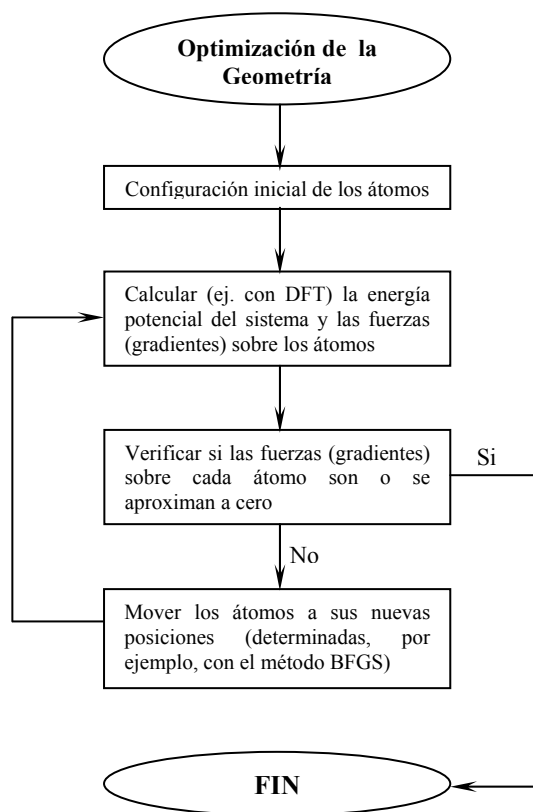 Optimización de la
Geometría
Configuración inicial de los átomos
Calcular (ej. con DFT) la energía
potencial del sistema y las fuerzas
(gradientes) sobre los átomos
Verificar si las fuerzas (gradientes)
sobre cada átomo son o se
aproximan a cero
Si
No
Mover los átomos a sus nuevas
posiciones (determinadas, por
ejemplo, con el método BFGS)
FIN